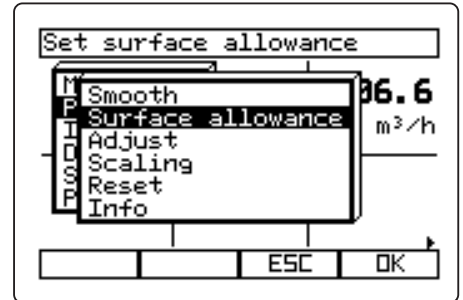 Set surface allowance
Smooth
Surface allowance
Adjust
Scaling
Reset
Info
06.6
m³/h
M
P
I
D
S
P
ESC
OK